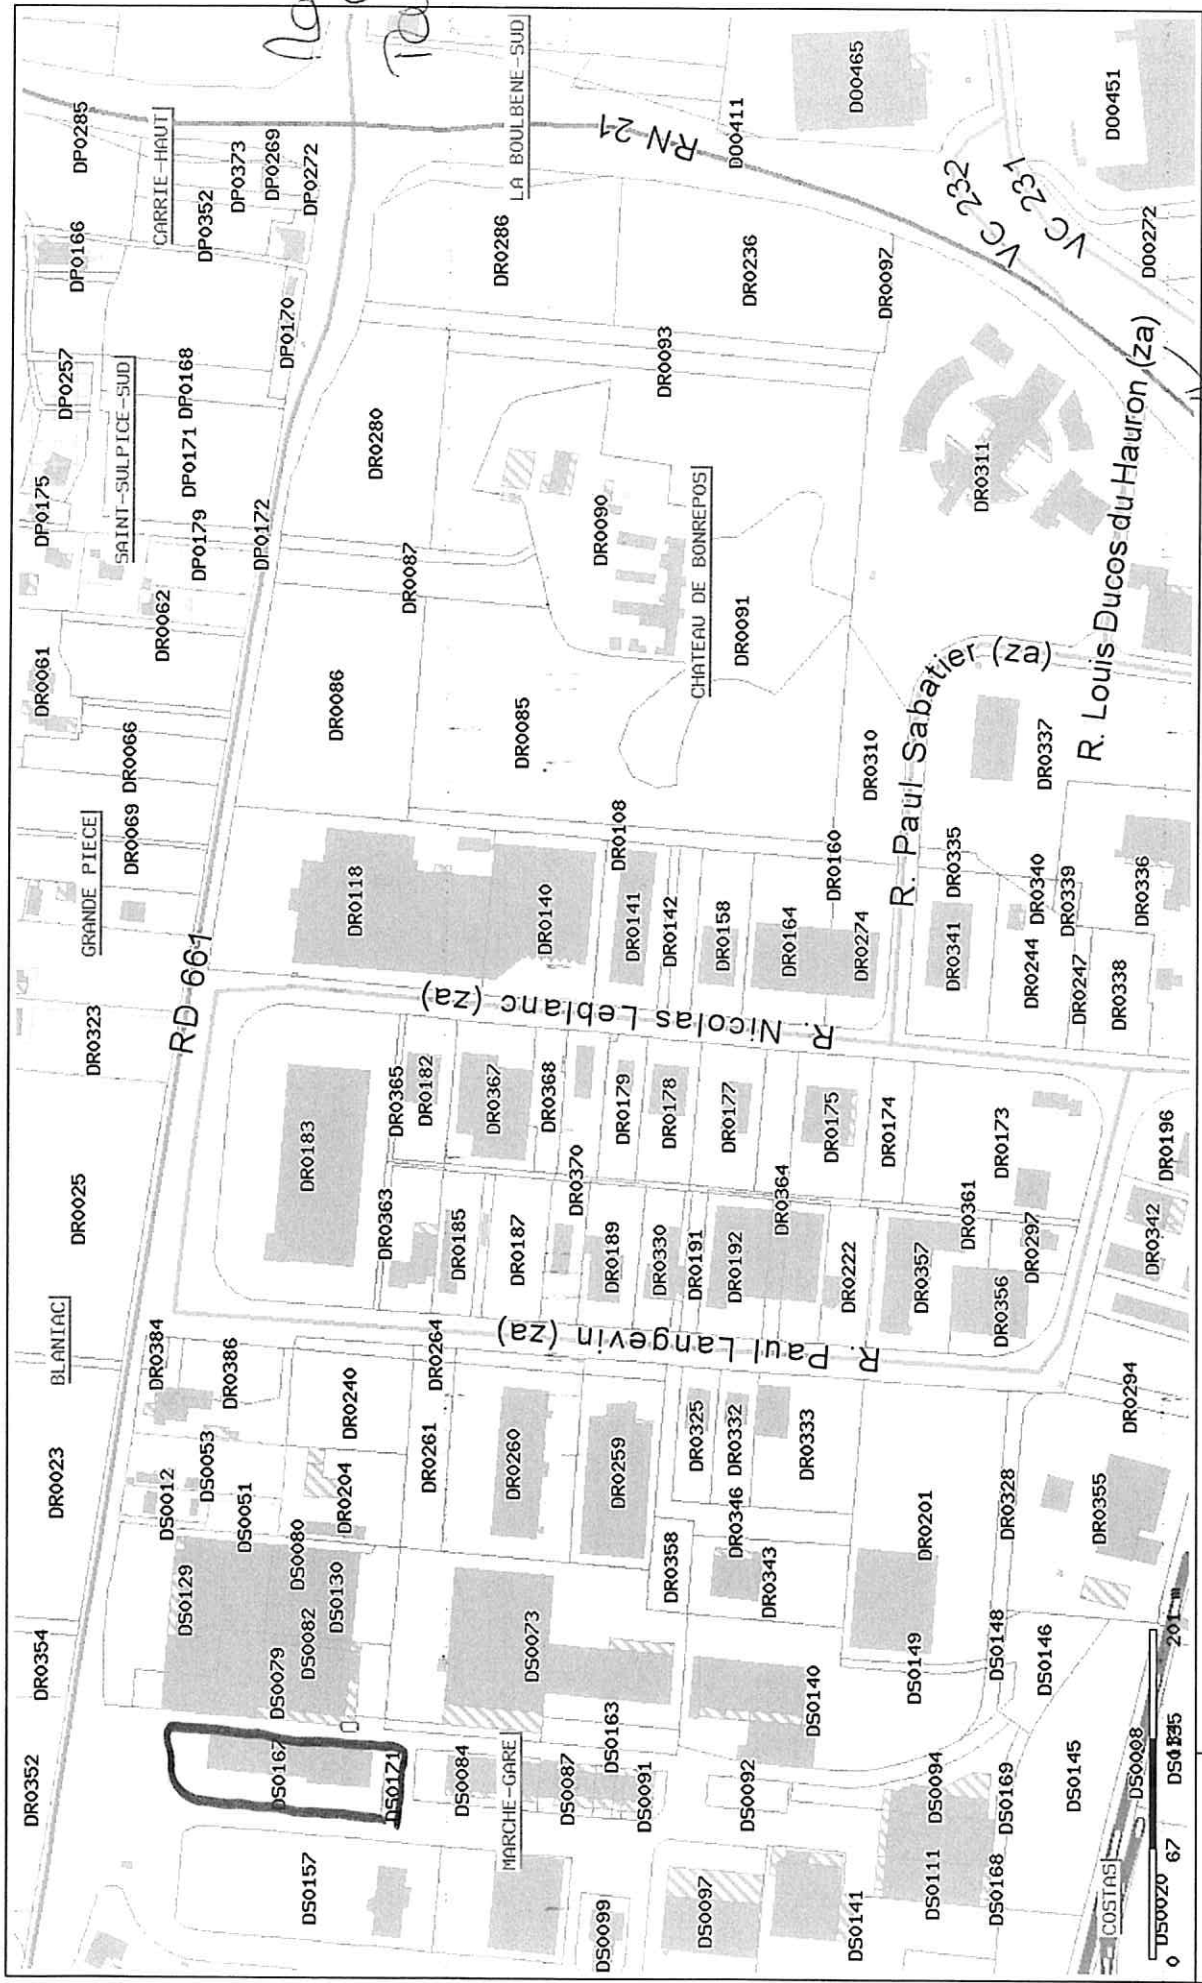 DR0352
DR0354
DR0023
BLANIAC
DR0025
DR0323
GRANDE PIECE
DR0069
DR0066
DR0061
DR0062
SAINT-SULPICE-SUD
DP0175
DP0179
DP0171
DP0168
DP0257
DP0172
DP0170
DP0166
CARRIE-HAUT
DP0285
DP0352
DP0373
DP0269
DP0272
RD 661
DS0157
DS0167
DS0171
DS0129
DS0079
DS0082
DS0130
DS0080
DS0012
DS0053
DS0051
DR0384
DR0386
DR0204
DR0240
DR0261
DR0264
DR0183
DR0363
DR0365
DR0182
DR0118
DR0086
DR0087
DR0280
DR0286
LA BOULBENE-SUD
RN 21
MARCHE-GARE
DS0084
DS0087
DS0163
DS0091
DS0073
DR0260
DR0259
DR0358
R. Paul Langevin (za)
DR0185
DR0187
DR0370
DR0189
DR0330
DR0191
DR0192
DR0364
DR0222
DR0367
DR0368
DR0179
DR0178
DR0177
DR0175
DR0174
R. Nicolas Leblanc (za)
DR0140
DR0108
DR0141
DR0142
DR0158
DR0164
DR0160
DR0274
DR0085
DR0090
CHATEAU DE BONREPOS
DR0091
DR0093
DR0236
DR0097
DO0411
DO0465
DS0099
DS0097
DS0092
DS0140
DS0141
DR0325
DR0332
DR0346
DR0343
DR0333
DR0201
DS0149
DS0111
DS0094
DS0168
DS0169
DS0148
DS0146
DR0328
DR0357
DR0361
DR0356
DR0297
DR0173
DR0310
R. Paul Sabatier (za)
DR0341
DR0335
DR0244
DR0340
DR0339
DR0247
DR0338
DR0337
DR0336
DR0311
R. Louis Ducos du Hauron (za)
VC 232
VC 231
DO0451
DO0272
DS0145
DR0355
DR0294
DR0342
DR0196
COSTAS
DS0020
DS0008
0 67 201 m